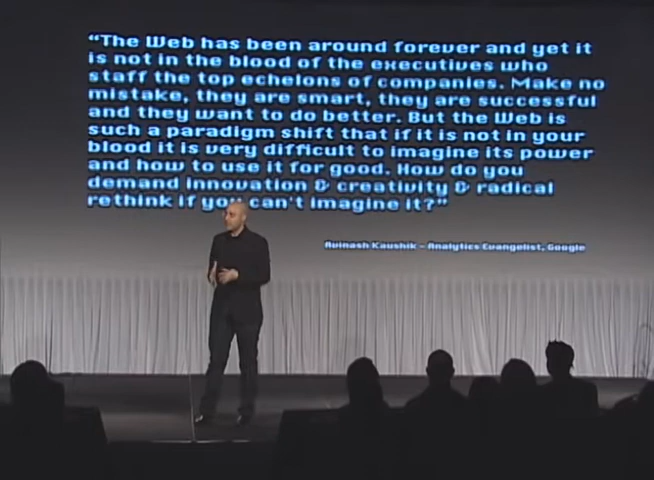 “The Web has been around forever and yet it
is not in the blood of the executives who
staff the top echelons of companies. Make no
mistake, they are smart, they are successful
and they want to do better. But the Web is
such a paradigm shift that if it is not in your
blood it is very difficult to imagine its power
and how to use it for good. How do you
demand innovation & creativity & radical
rethink if you can't imagine it?”
Avinash Kaushik - Analytics Evangelist, Google